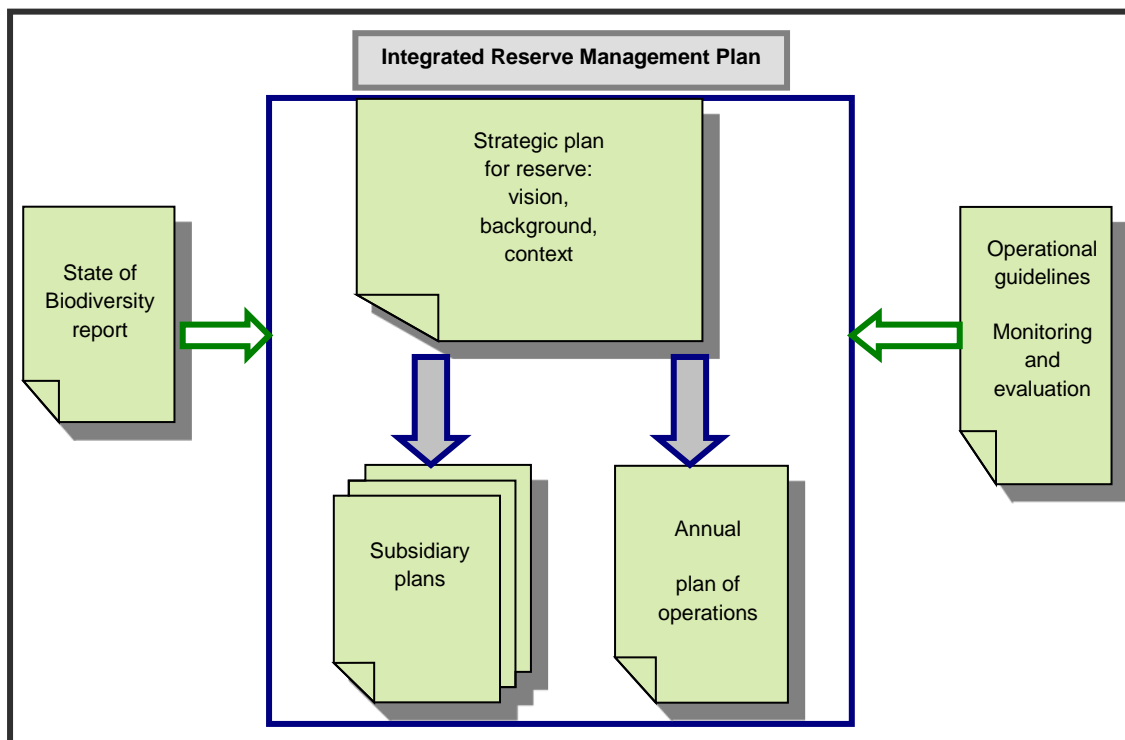 Integrated Reserve Management Plan
Strategic plan
for reserve:
vision,
background,
context
State of
Biodiversity
report
Operational
guidelines
Monitoring
and
evaluation
Subsidiary
plans
Annual
plan of
operations